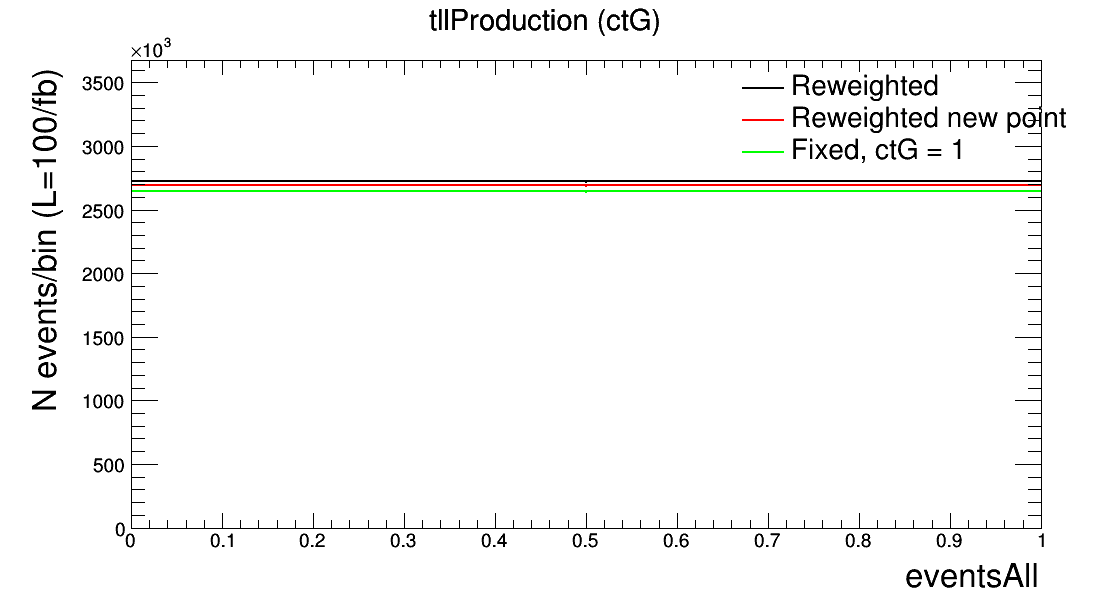 tllProduction (ctG)
×10³
N events/bin (L=100/fb)
3500
3000
2500
2000
1500
1000
500
0
Reweighted
Reweighted new point
Fixed, ctG = 1
0 0.1 0.2 0.3 0.4 0.5 0.6 0.7 0.8 0.9 1
eventsAll